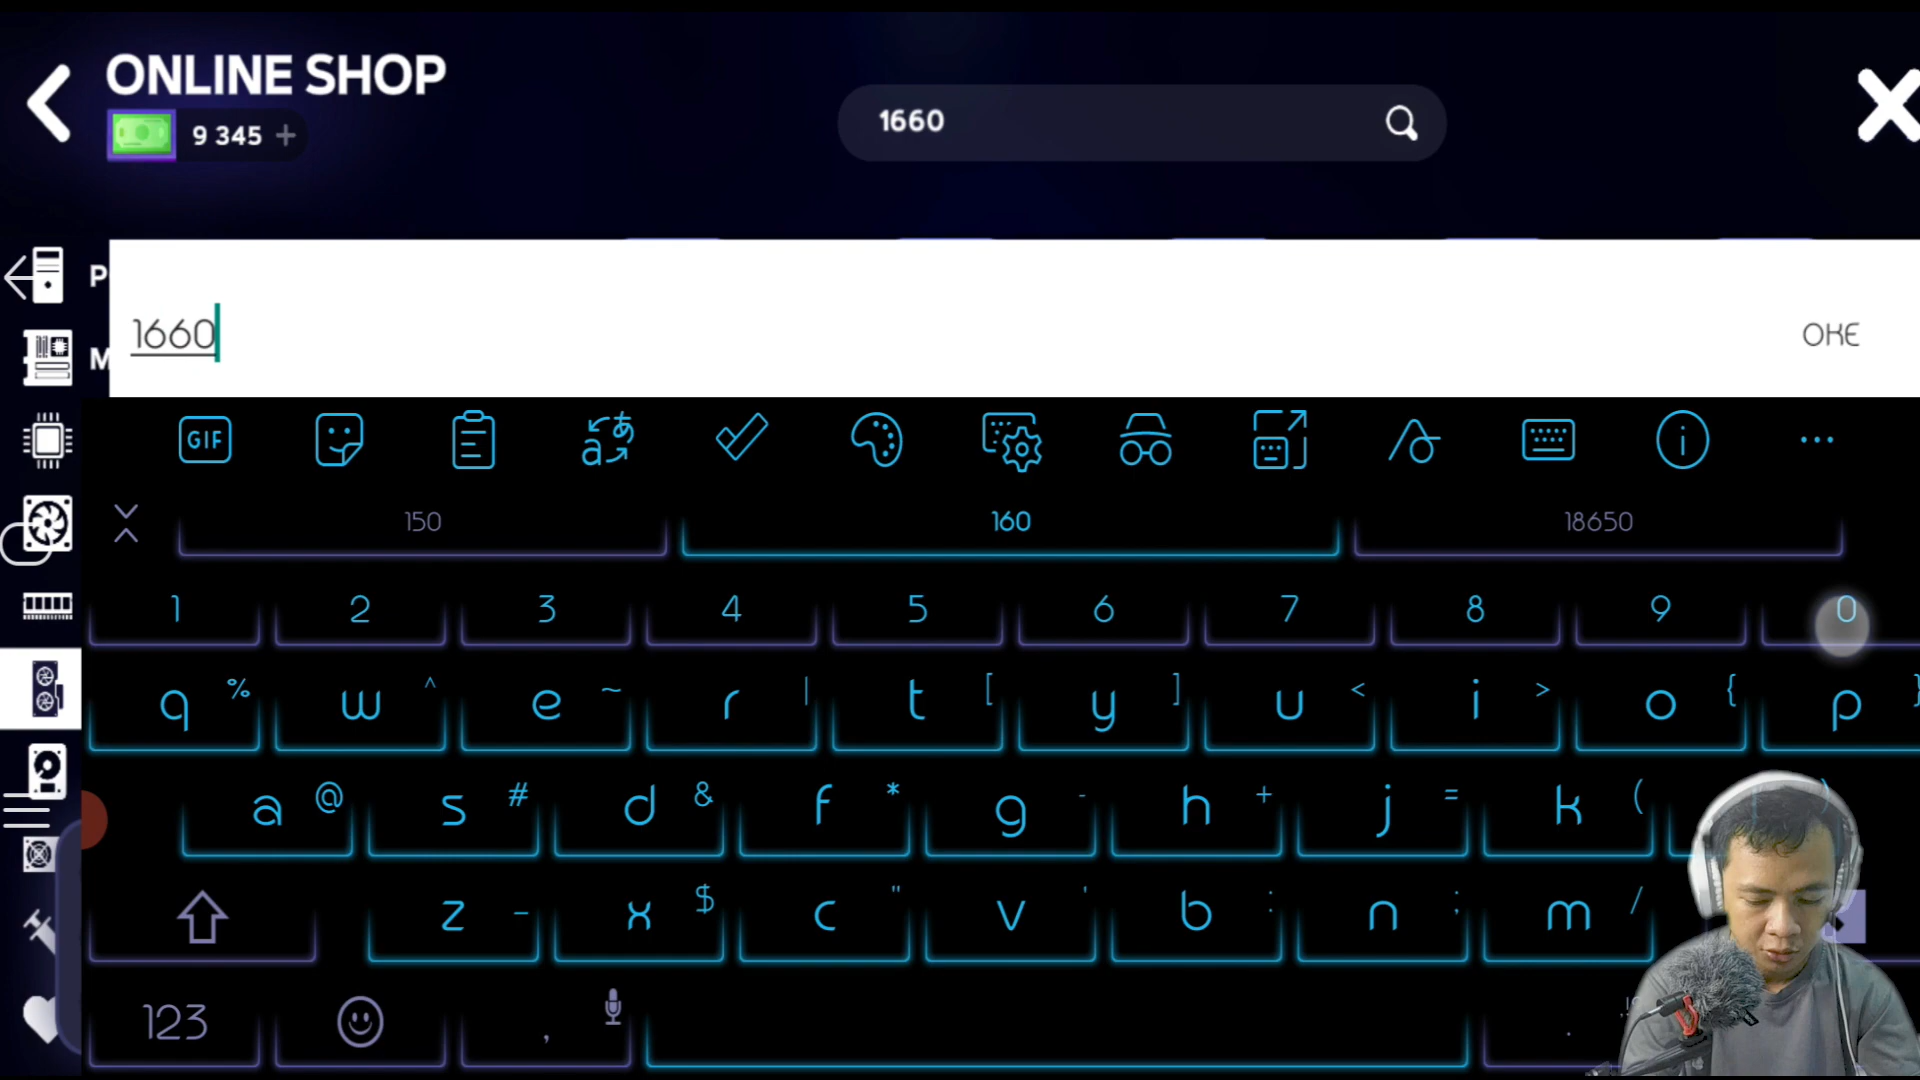 ONLINE SHOP
9 345 +
1660
P
M
1660
OKE
GIF
150
160
18650
1 2 3 4 5 6 7 8 9 0
q % w ^ e ~ r | t [ y ] u < i > o { p }
a @ s # d & f * g - h + j = k ( )
z - x $ c " v ' b : n ; m /
123 , .